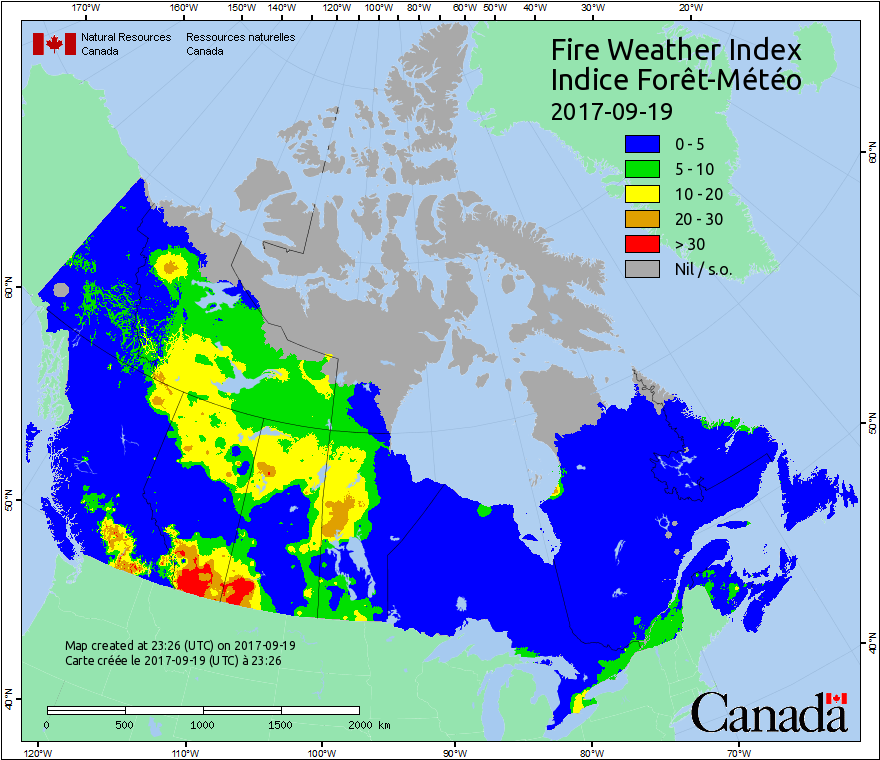 170°W 160°W 150°W 140°W 120°W 100°W 80°W 60°W 50°W 40°W 30°W 20°W
Natural Resources Ressources naturelles
Canada Canada
Fire Weather Index
Indice Forêt-Météo
2017-09-19
0 - 5
5 - 10
10 - 20
20 - 30
> 30
Nil / s.o.
60°N
60°N
50°N
50°N
40°N
40°N
Map created at 23:26 (UTC) on 2017-09-19
Carte créée le 2017-09-19 (UTC) à 23:26
0 500 1000 1500 2000 km
Canada
120°W 110°W 100°W 90°W 80°W 70°W